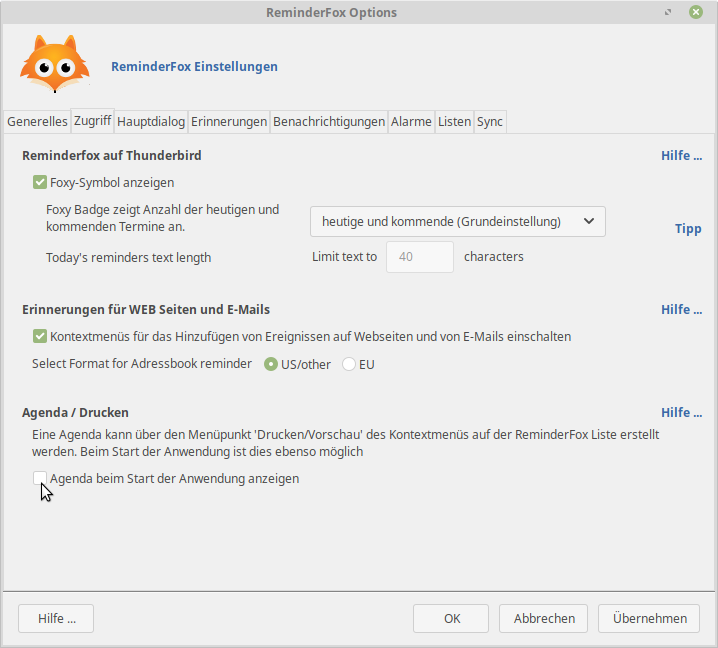 ReminderFox Options
ReminderFox Einstellungen
Generelles Zugriff Hauptdialog Erinnerungen Benachrichtigungen Alarme Listen Sync
Reminderfox auf Thunderbird Hilfe ...
Foxy-Symbol anzeigen
Foxy Badge zeigt Anzahl der heutigen und
kommenden Termine an.
heutige und kommende (Grundeinstellung)
Tipp
Today's reminders text length Limit text to 40 characters
Erinnerungen für WEB Seiten und E-Mails Hilfe ...
Kontextmenüs für das Hinzufügen von Ereignissen auf Webseiten und von E-Mails einschalten
Select Format for Adressbook reminder US/other EU
Agenda / Drucken Hilfe ...
Eine Agenda kann über den Menüpunkt 'Drucken/Vorschau' des Kontextmenüs auf der ReminderFox Liste erstellt
werden. Beim Start der Anwendung ist dies ebenso möglich
Agenda beim Start der Anwendung anzeigen
Hilfe ... OK Abbrechen Übernehmen